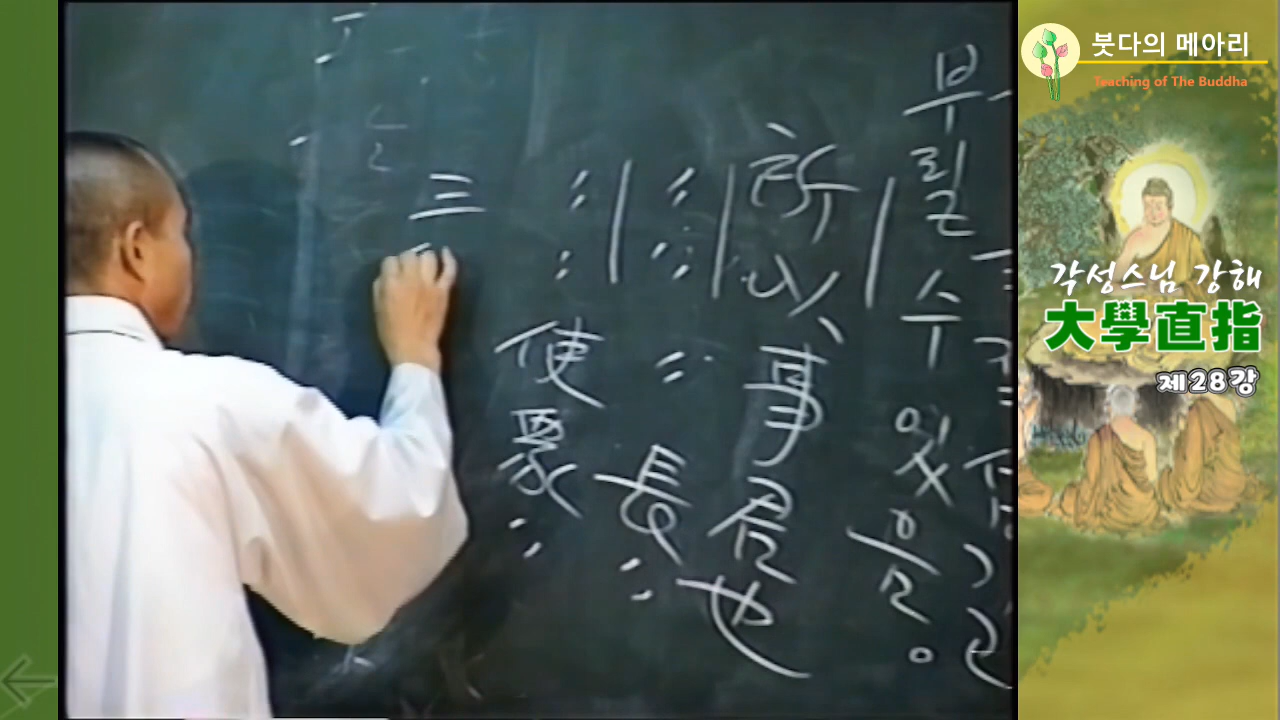 붓다의 메아리
Teaching of The Buddha
각성스님 강해
大學直指
제28강
부릴 수 있음。
所以事君也
〃〃〃長〃
〃〃使衆〃
三